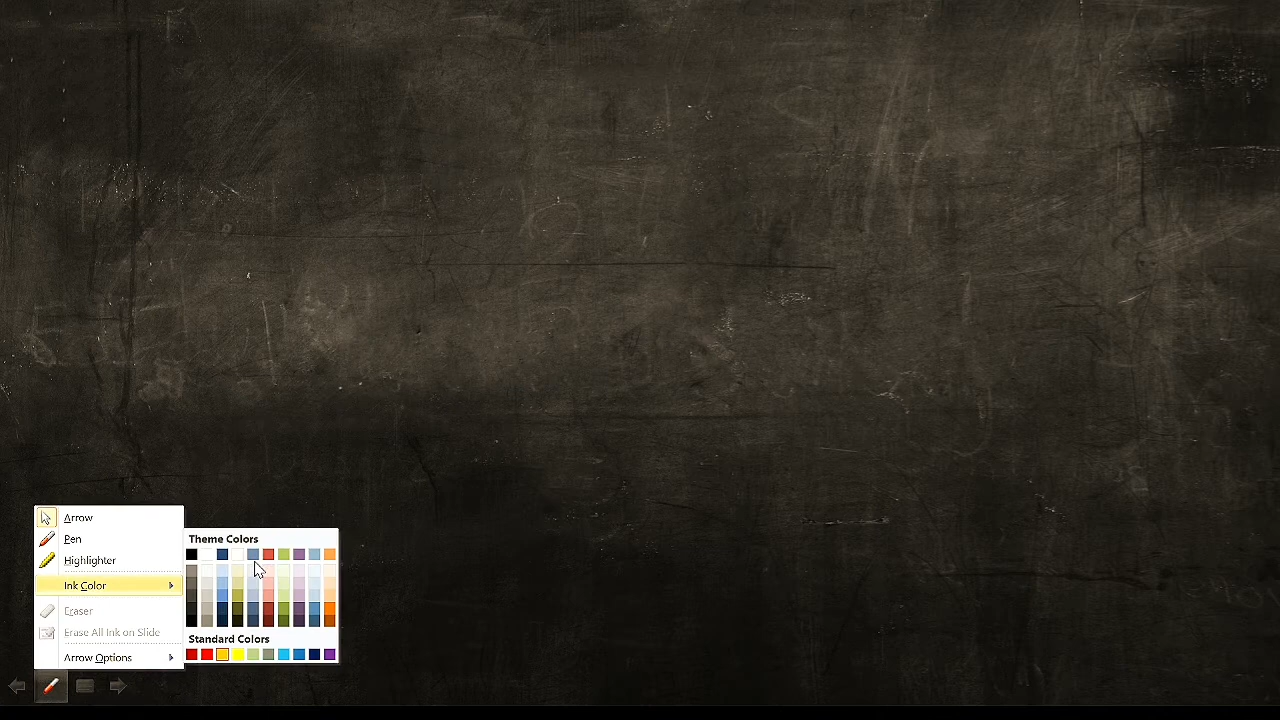 Arrow
Pen
Highlighter
Ink Color
Eraser
Erase All Ink on Slide
Arrow Options
Theme Colors
Standard Colors